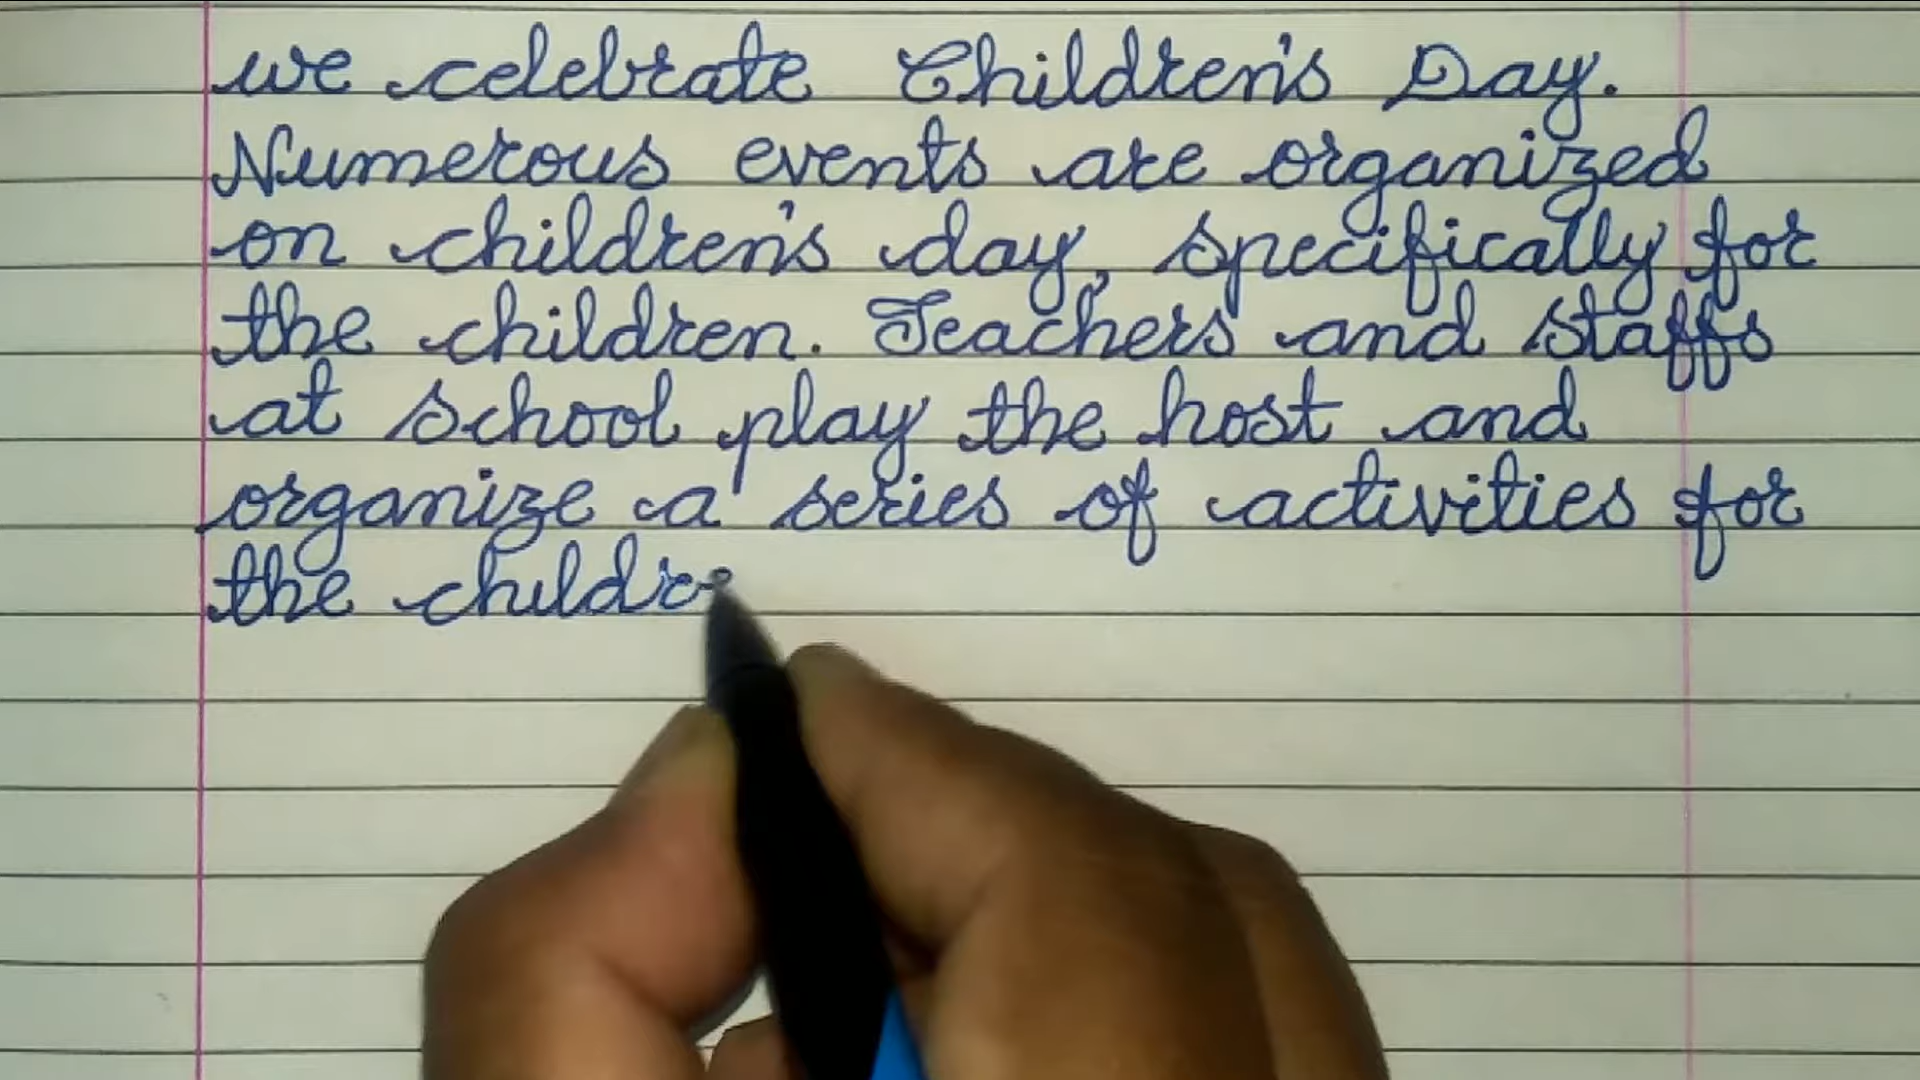 we celebrate Children's Day.
Numerous events are organized
on children's day, specifically for
the children. Teachers and staffs
at school play the host and
organize a series of activities for
the childre